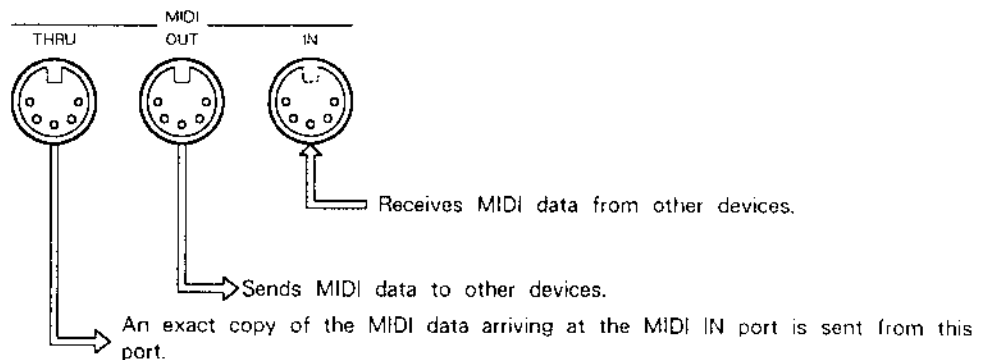 MIDI
THRU OUT IN
Receives MIDI data from other devices.
Sends MIDI data to other devices.
An exact copy of the MIDI data arriving at the MIDI IN port is sent from this
port.